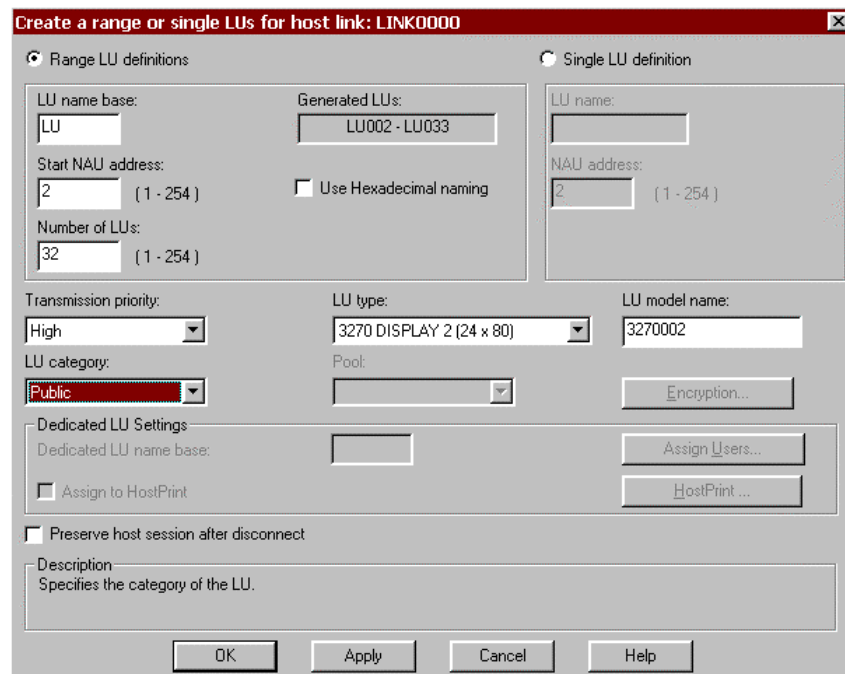 Create a range or single LUs for host link: LINK0000
Range LU definitions
Single LU definition
LU name base:
Generated LUs:
LU name:
LU
LU002 - LU033
Start NAU address:
NAU address:
2 ( 1 - 254 )
Use Hexadecimal naming
2 ( 1 - 254 )
Number of LUs:
32 ( 1 - 254 )
Transmission priority:
LU type:
LU model name:
High
3270 DISPLAY 2 (24 x 80)
3270002
LU category:
Pool:
Public
Encryption...
Dedicated LU Settings
Dedicated LU name base:
Assign Users...
Assign to HostPrint
HostPrint ...
Preserve host session after disconnect
Description
Specifies the category of the LU.
OK
Apply
Cancel
Help